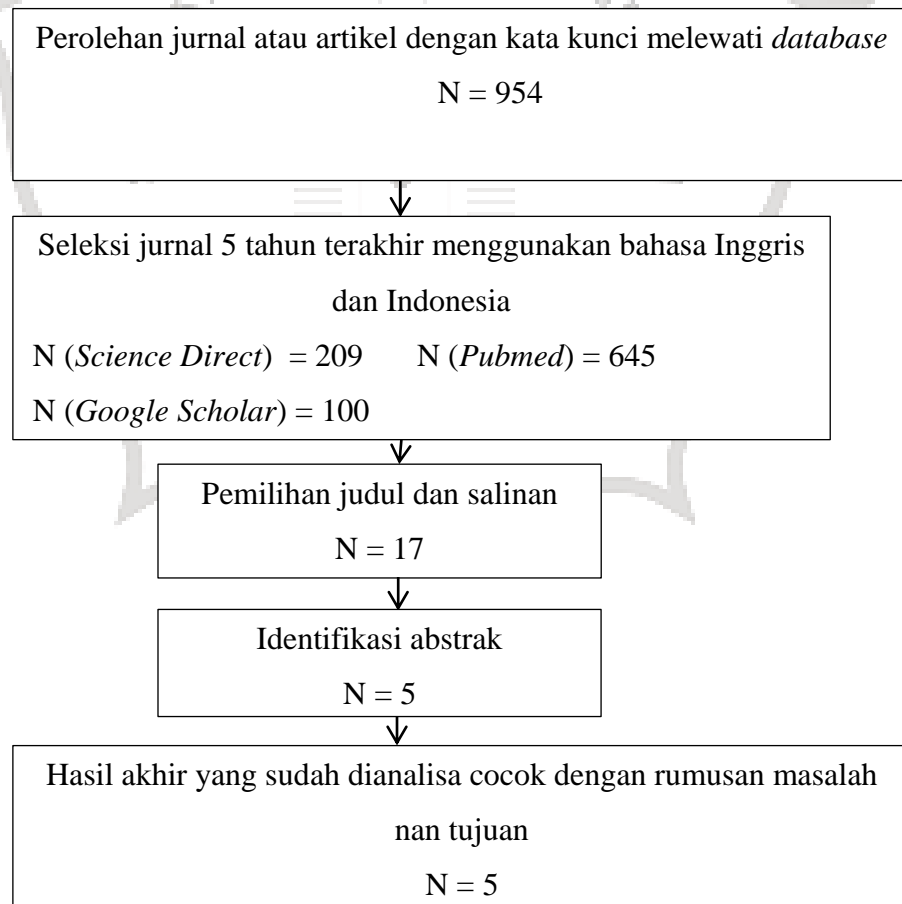 Perolehan jurnal atau artikel dengan kata kunci melewati database
N = 954
Seleksi jurnal 5 tahun terakhir menggunakan bahasa Inggris
dan Indonesia
N (Science Direct) = 209 N (Pubmed) = 645
N (Google Scholar) = 100
Pemilihan judul dan salinan
N = 17
Identifikasi abstrak
N = 5
Hasil akhir yang sudah dianalisa cocok dengan rumusan masalah
nan tujuan
N = 5